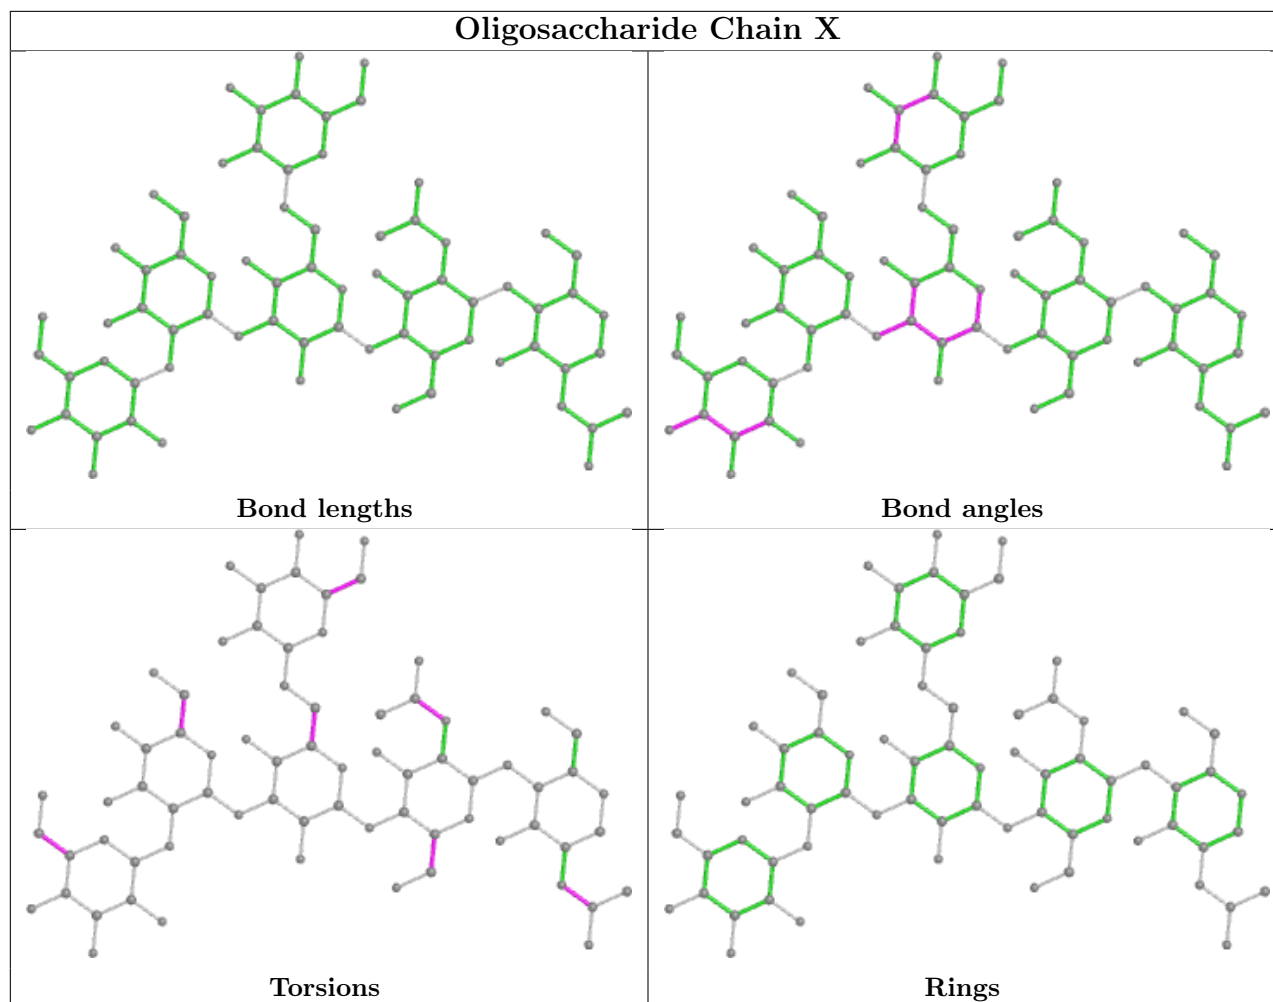 Oligosaccharide Chain X
Bond lengths
Bond angles
Torsions
Rings